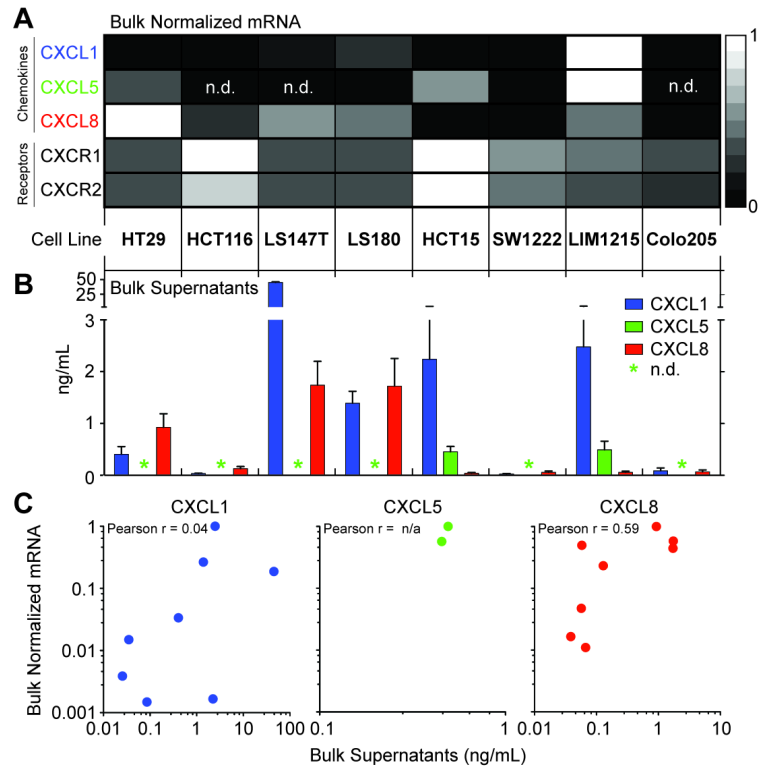 A
Bulk Normalized mRNA
Chemokines
CXCL1
CXCL5
n.d.
n.d.
n.d.
CXCL8
Receptors
CXCR1
CXCR2
1
0
Cell Line
HT29
HCT116
LS147T
LS180
HCT15
SW1222
LIM1215
Colo205
B
Bulk Supernatants
50
25
3
2
1
0
ng/mL
CXCL1
CXCL5
CXCL8
* n.d.
*
*
*
*
*
*
C
CXCL1
CXCL5
CXCL8
Pearson r = 0.04
Pearson r = n/a
Pearson r = 0.59
Bulk Normalized mRNA
1
0.1
0.01
0.001
0.01 0.1 1 10 100
0.1 1
0.01 0.1 1 10
Bulk Supernatants (ng/mL)